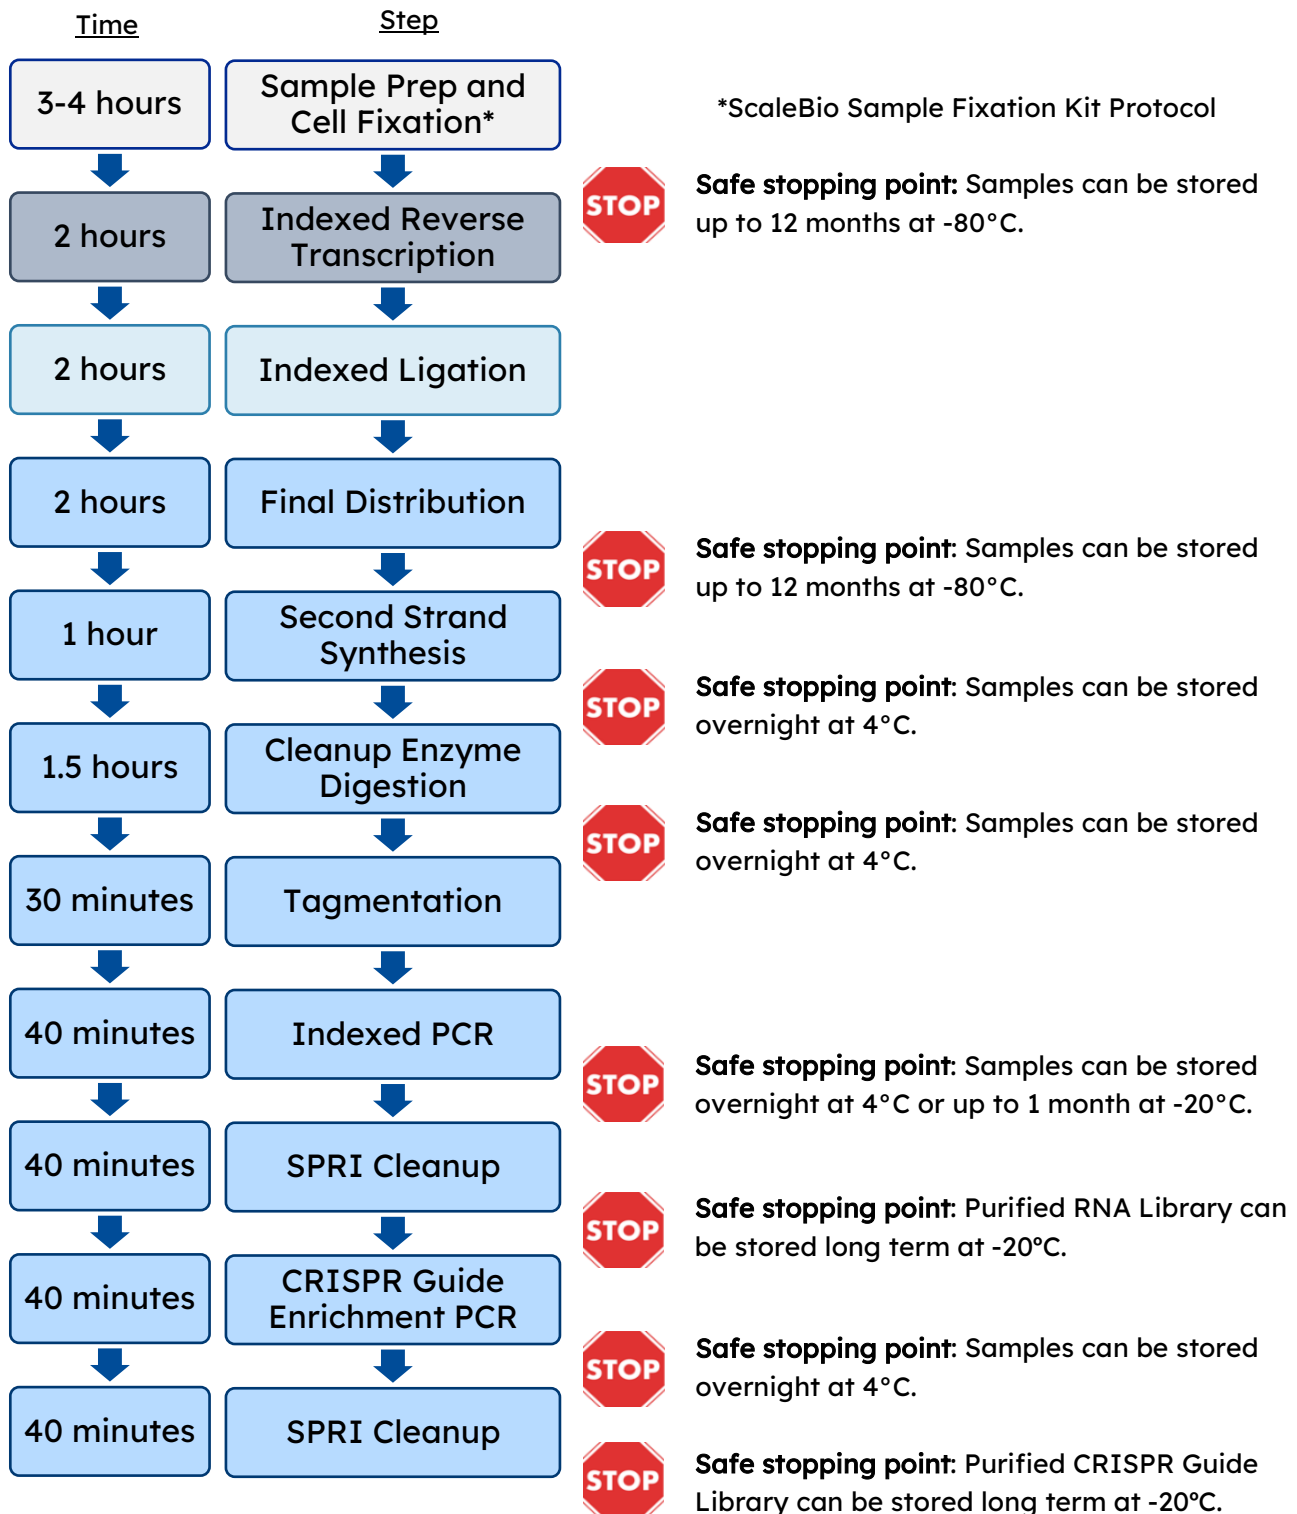 Time
Step
3-4 hours
Sample Prep and
Cell Fixation*
*ScaleBio Sample Fixation Kit Protocol
STOP
Safe stopping point: Samples can be stored
up to 12 months at -80°C.
2 hours
Indexed Reverse
Transcription
2 hours
Indexed Ligation
2 hours
Final Distribution
STOP
Safe stopping point: Samples can be stored
up to 12 months at -80°C.
1 hour
Second Strand
Synthesis
STOP
Safe stopping point: Samples can be stored
overnight at 4°C.
1.5 hours
Cleanup Enzyme
Digestion
STOP
Safe stopping point: Samples can be stored
overnight at 4°C.
30 minutes
Tagmentation
40 minutes
Indexed PCR
STOP
Safe stopping point: Samples can be stored
overnight at 4°C or up to 1 month at -20°C.
40 minutes
SPRI Cleanup
STOP
Safe stopping point: Purified RNA Library can
be stored long term at -20ºC.
40 minutes
CRISPR Guide
Enrichment PCR
STOP
Safe stopping point: Samples can be stored
overnight at 4°C.
40 minutes
SPRI Cleanup
STOP
Safe stopping point: Purified CRISPR Guide
Library can be stored long term at -20ºC.